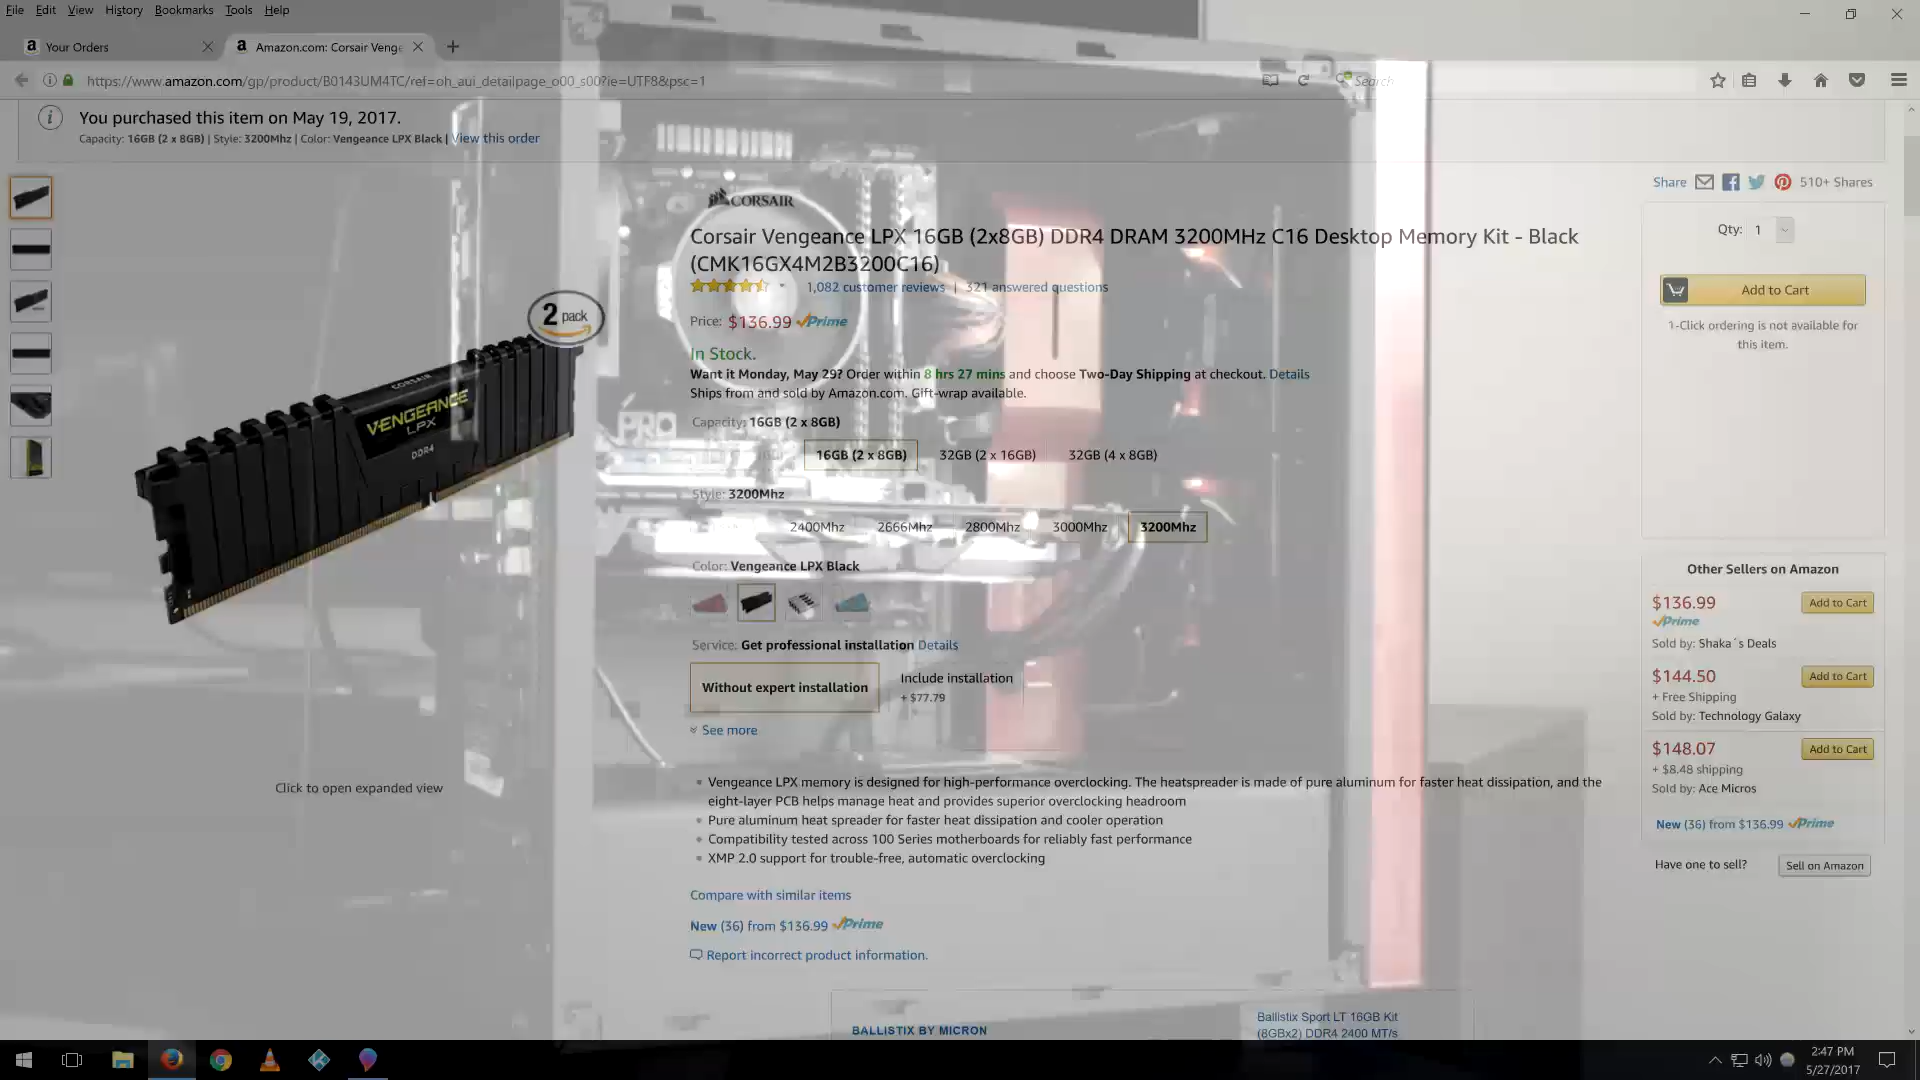 File Edit View History Bookmarks Tools Help
Your Orders
Amazon.com: Corsair Venge
https://www.amazon.com/gp/product/B0143UM4TC/ref=oh_aui_detailpage_o00_s00?ie=UTF8&psc=1
Search
You purchased this item on May 19, 2017.
Capacity: 16GB (2 x 8GB) | Style: 3200Mhz | Color: Vengeance LPX Black | View this order
Share
510+ Shares
CORSAIR
Corsair Vengeance LPX 16GB (2x8GB) DDR4 DRAM 3200MHz C16 Desktop Memory Kit - Black
(CMK16GX4M2B3200C16)
1,082 customer reviews | 321 answered questions
Price: $136.99 Prime
In Stock.
Want it Monday, May 29? Order within 8 hrs 27 mins and choose Two-Day Shipping at checkout. Details
Ships from and sold by Amazon.com. Gift-wrap available.
Capacity: 16GB (2 x 8GB)
16GB (2 x 8GB) 32GB (2 x 16GB) 32GB (4 x 8GB)
Style: 3200Mhz
2400Mhz 2666Mhz 2800Mhz 3000Mhz 3200Mhz
Color: Vengeance LPX Black
Service: Get professional installation Details
Without expert installation
Include installation
+ $77.79
See more
Vengeance LPX memory is designed for high-performance overclocking. The heatspreader is made of pure aluminum for faster heat dissipation, and the
eight-layer PCB helps manage heat and provides superior overclocking headroom
Pure aluminum heat spreader for faster heat dissipation and cooler operation
Compatibility tested across 100 Series motherboards for reliably fast performance
XMP 2.0 support for trouble-free, automatic overclocking
Compare with similar items
New (36) from $136.99 Prime
Report incorrect product information.
2 pack
CORSAIR
VENGEANCE
LPX
DDR4
PRO
Click to open expanded view
Qty: 1
Add to Cart
1-Click ordering is not available for
this item.
Other Sellers on Amazon
$136.99
Add to Cart
Prime
Sold by: Shaka´s Deals
$144.50
Add to Cart
+ Free Shipping
Sold by: Technology Galaxy
$148.07
Add to Cart
+ $8.48 shipping
Sold by: Ace Micros
New (36) from $136.99 Prime
Have one to sell?
Sell on Amazon
BALLISTIX BY MICRON
Ballistix Sport LT 16GB Kit
(8GBx2) DDR4 2400 MT/s
2:47 PM
5/27/2017